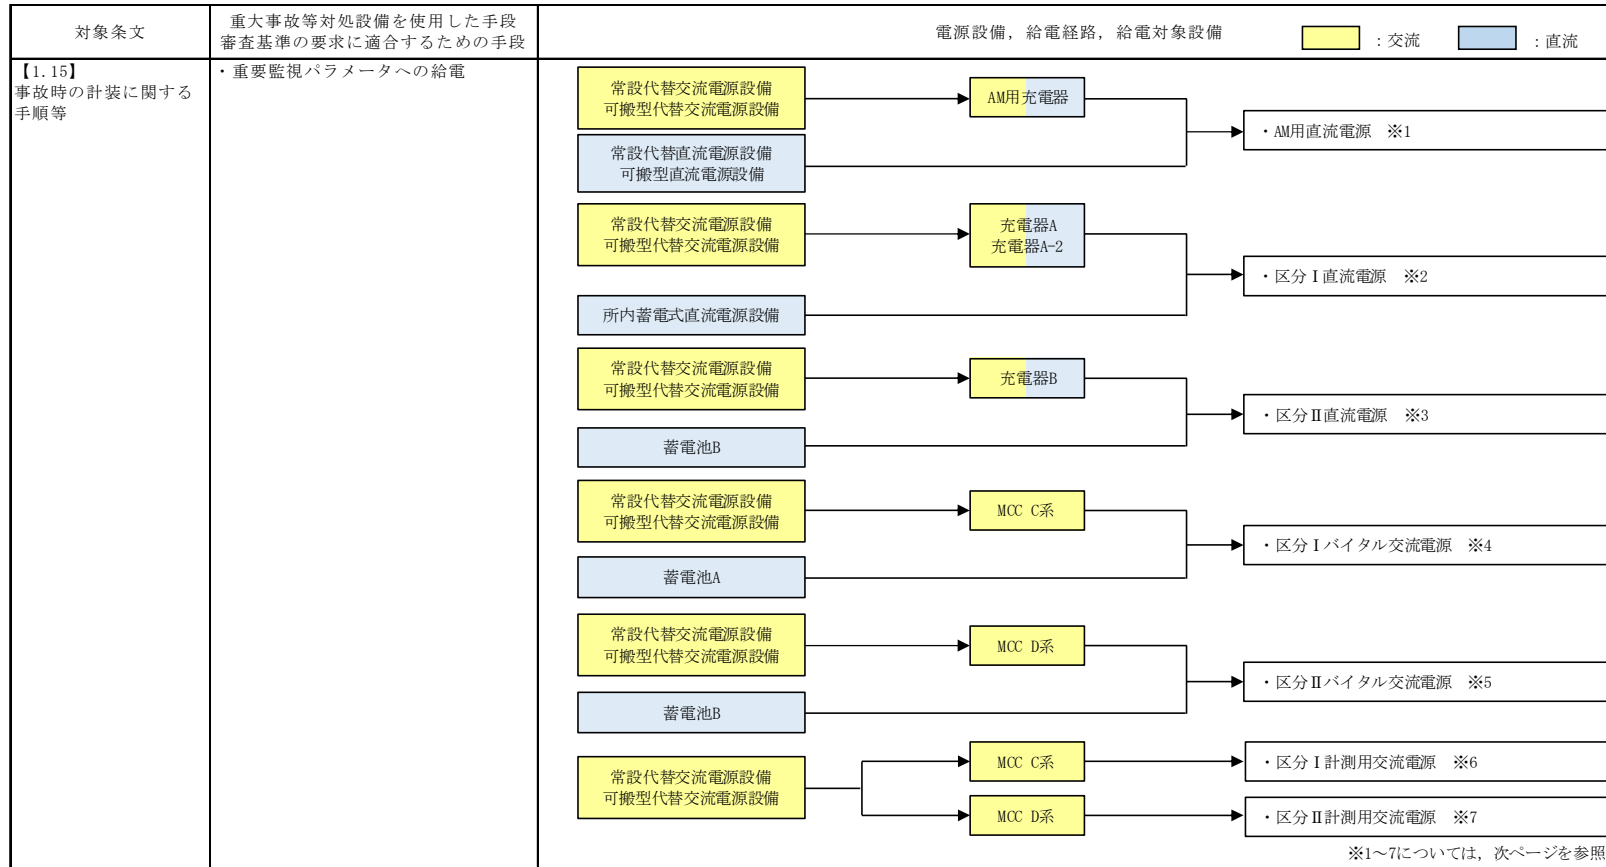 対象条文
重大事故等対処設備を使用した手段
審査基準の要求に適合するための手段
電源設備，給電経路，給電対象設備
：交流
：直流
【1.15】
事故時の計装に関する
手順等
・重要監視パラメータへの給電
常設代替交流電源設備
可搬型代替交流電源設備
AM用充電器
・AM用直流電源　※1
常設代替直流電源設備
可搬型直流電源設備
常設代替交流電源設備
可搬型代替交流電源設備
充電器A
充電器A-2
・区分Ⅰ直流電源　※2
所内蓄電式直流電源設備
常設代替交流電源設備
可搬型代替交流電源設備
充電器B
・区分Ⅱ直流電源　※3
蓄電池B
常設代替交流電源設備
可搬型代替交流電源設備
MCC C系
・区分Ⅰバイタル交流電源　※4
蓄電池A
常設代替交流電源設備
可搬型代替交流電源設備
MCC D系
・区分Ⅱバイタル交流電源　※5
蓄電池B
常設代替交流電源設備
可搬型代替交流電源設備
MCC C系
・区分Ⅰ計測用交流電源　※6
MCC D系
・区分Ⅱ計測用交流電源　※7
※1～7については，次ページを参照